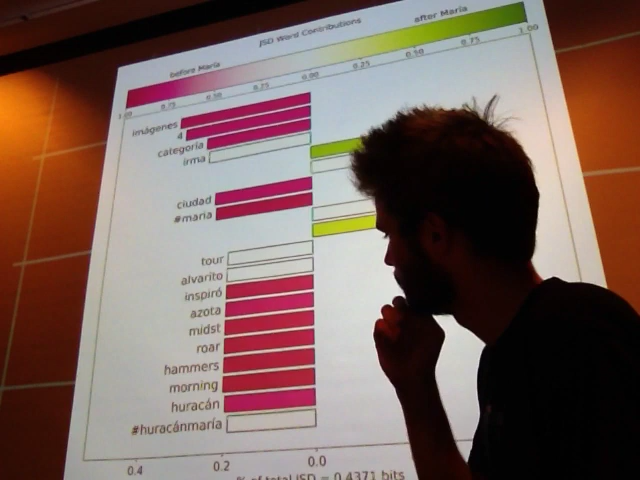 JSD Word Contributions
before María
after María
1.00 0.75 0.50 0.25 0.00 0.25 0.50 0.75 1.00
imágenes
4
categoría
irma
ciudad
#maria
tour
alvarito
inspiró
azota
midst
roar
hammers
morning
huracán
#huracánmaría
0.4 0.2 0.0
% of total JSD = 0.4371 bits